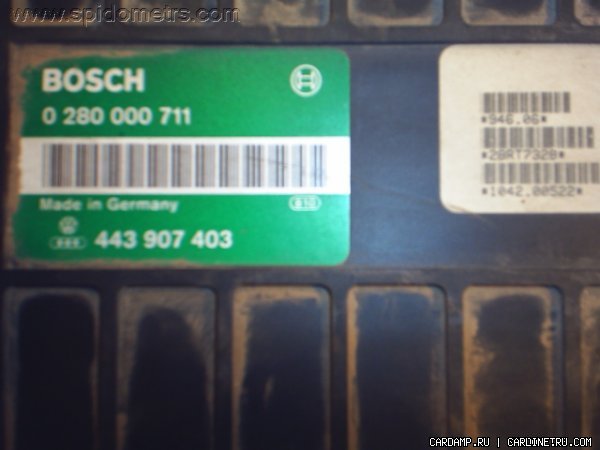 www.spidometrs.com
BOSCH
0 280 000 711
Made in Germany
610
443 907 403
*946.06*
*28RT7328*
*1042.00522*
CARDAMP.RU | CARDINETRU.COM